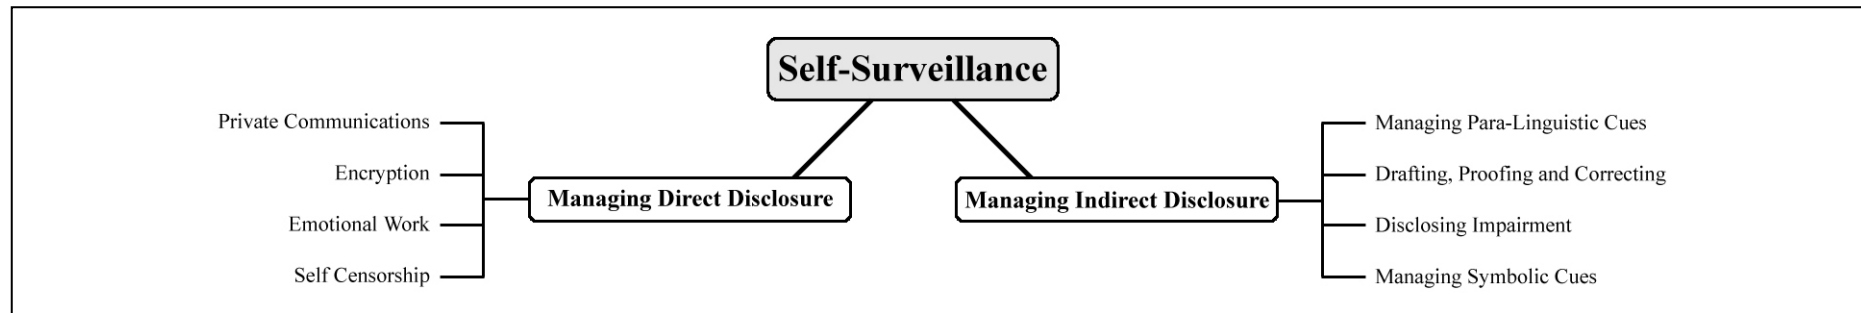 Self-Surveillance
Private Communications
Encryption
Emotional Work
Self Censorship
Managing Direct Disclosure
Managing Indirect Disclosure
Managing Para-Linguistic Cues
Drafting, Proofing and Correcting
Disclosing Impairment
Managing Symbolic Cues